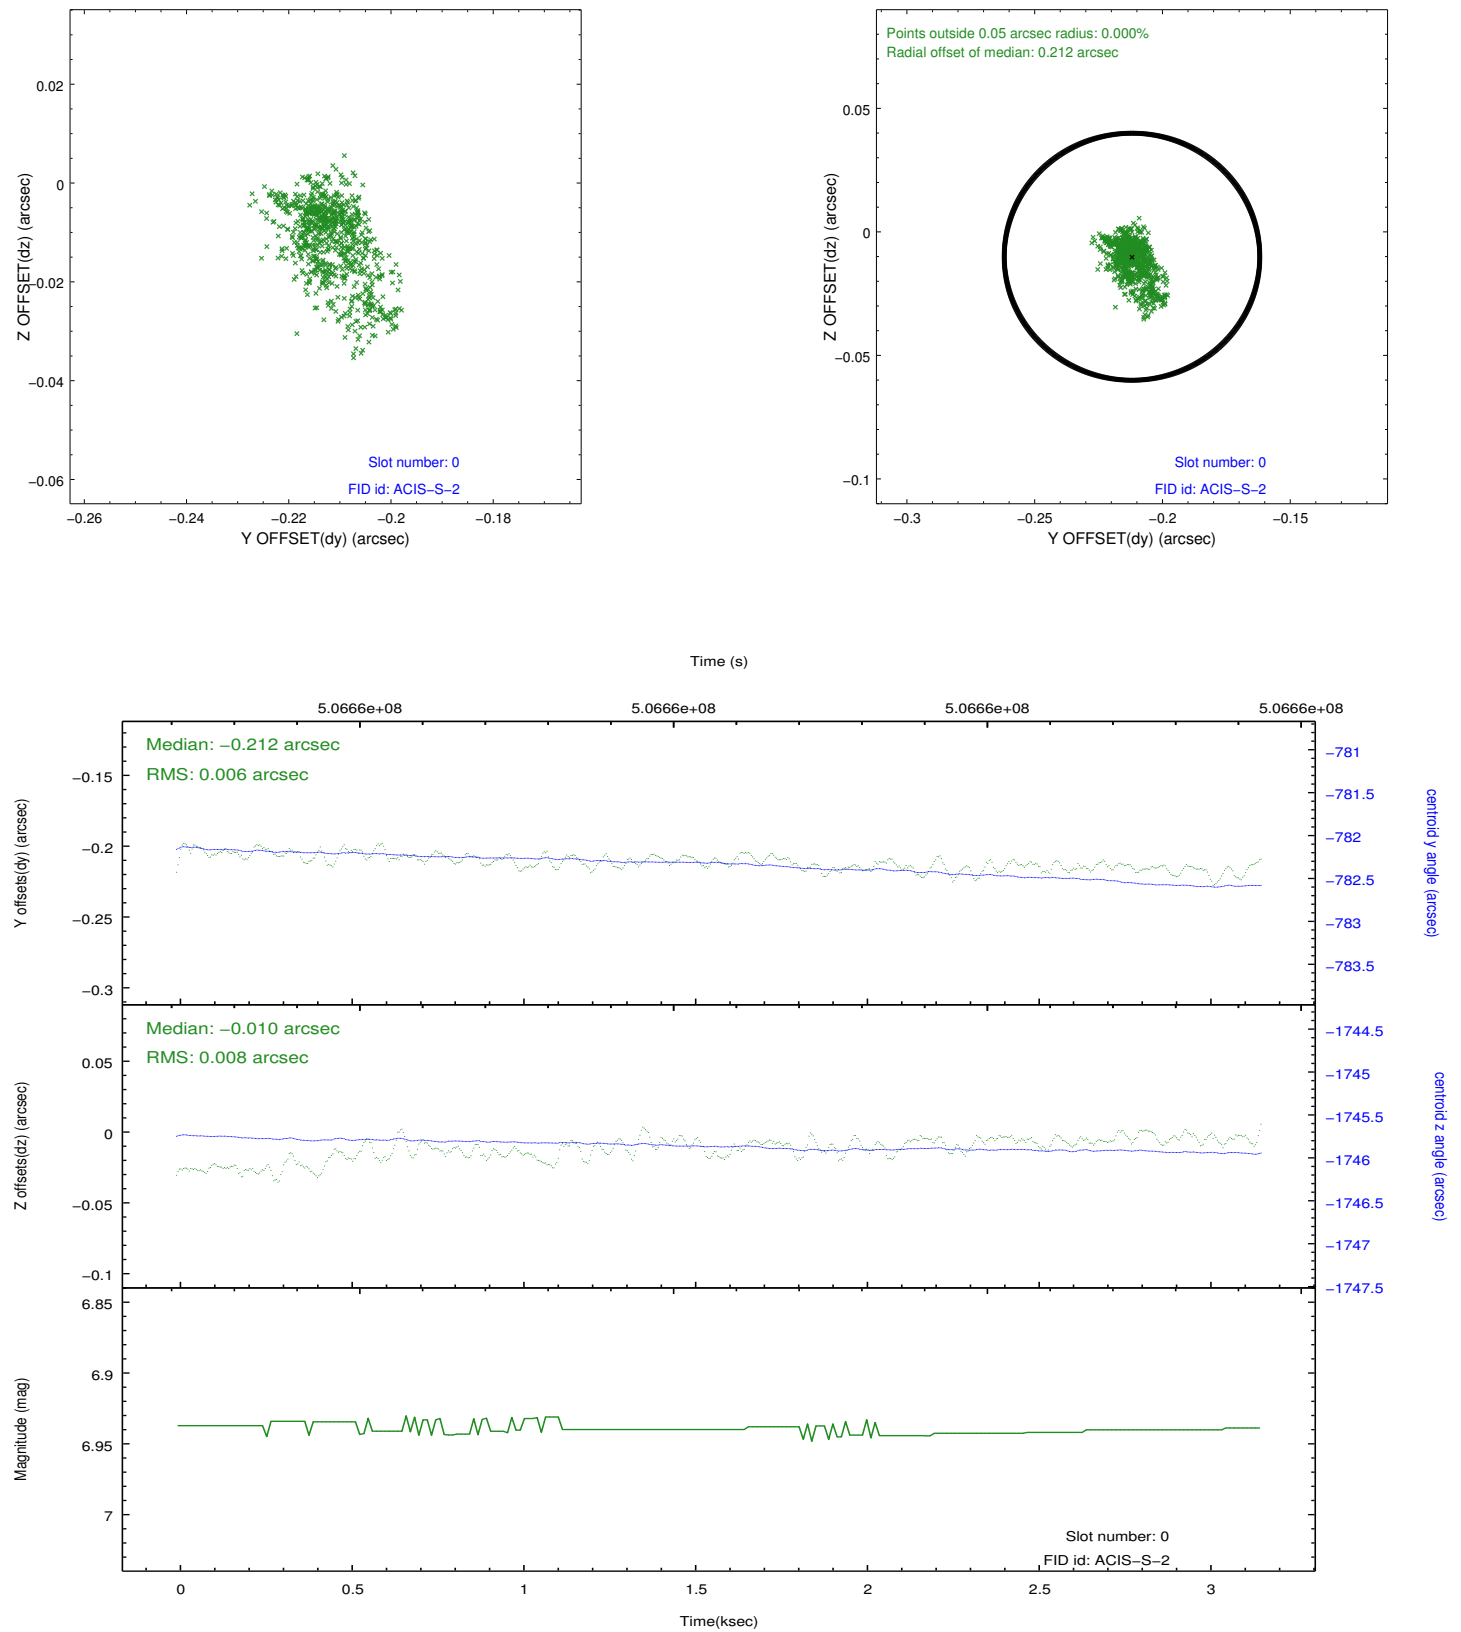 0.02
0
−0.02
−0.04
−0.06
Z OFFSET(dz) (arcsec)
Slot number: 0
FID id: ACIS−S−2
−0.26
−0.24
−0.22
−0.2
−0.18
Y OFFSET(dy) (arcsec)
Points outside 0.05 arcsec radius: 0.000%
Radial offset of median: 0.212 arcsec
0.05
0
−0.05
−0.1
Z OFFSET(dz) (arcsec)
Slot number: 0
FID id: ACIS−S−2
−0.3
−0.25
−0.2
−0.15
Y OFFSET(dy) (arcsec)
Time (s)
5.0666e+08
5.0666e+08
5.0666e+08
5.0666e+08
Median: −0.212 arcsec
RMS: 0.006 arcsec
−0.15
−0.2
−0.25
−0.3
Y offsets(dy) (arcsec)
−781
−781.5
−782
−782.5
−783
−783.5
centroid y angle (arcsec)
Median: −0.010 arcsec
RMS: 0.008 arcsec
0.05
0
−0.05
−0.1
Z offsets(dz) (arcsec)
−1744.5
−1745
−1745.5
−1746
−1746.5
−1747
−1747.5
centroid z angle (arcsec)
6.85
6.9
6.95
7
Magnitude (mag)
Slot number: 0
FID id: ACIS−S−2
0
0.5
1
1.5
2
2.5
3
Time(ksec)